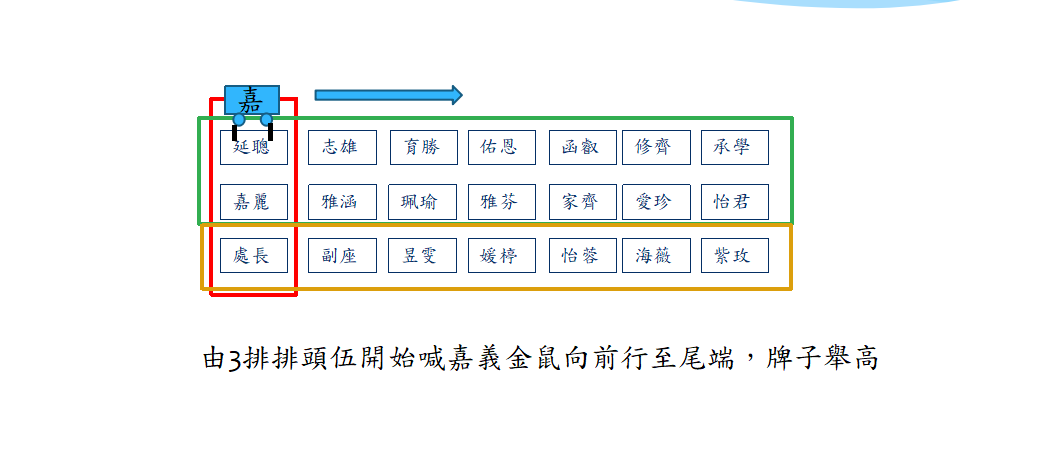 嘉
延聰 志雄 育勝 佑恩 函叡 修齊 承學
嘉麗 雅涵 珮瑜 雅芬 家齊 愛珍 怡君
處長 副座 昱雯 媛婷 怡蓉 海薇 紫玫
由3排排頭伍開始喊嘉義金鼠向前行至尾端，牌子舉高